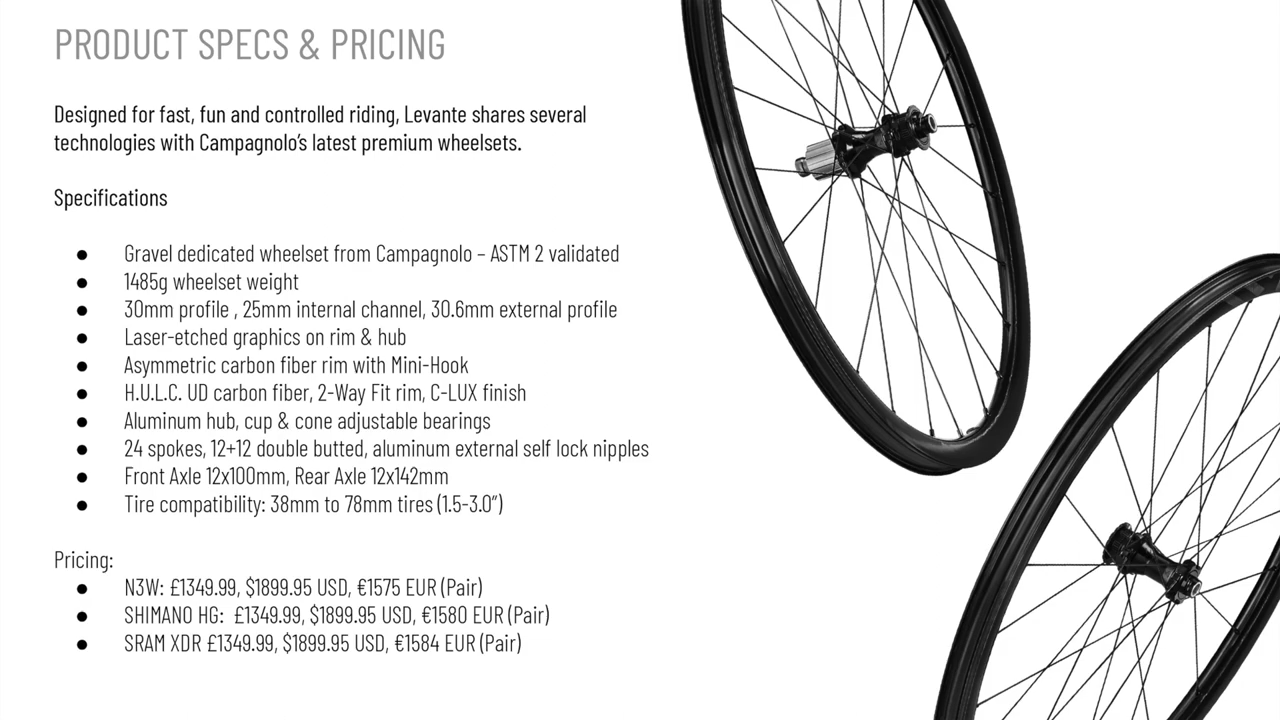 PRODUCT SPECS & PRICING
Designed for fast, fun and controlled riding, Levante shares several
technologies with Campagnolo’s latest premium wheelsets.
Specifications
● Gravel dedicated wheelset from Campagnolo – ASTM 2 validated
● 1485g wheelset weight
● 30mm profile , 25mm internal channel, 30.6mm external profile
● Laser-etched graphics on rim & hub
● Asymmetric carbon fiber rim with Mini-Hook
● H.U.L.C. UD carbon fiber, 2-Way Fit rim, C-LUX finish
● Aluminum hub, cup & cone adjustable bearings
● 24 spokes, 12+12 double butted, aluminum external self lock nipples
● Front Axle 12x100mm, Rear Axle 12x142mm
● Tire compatibility: 38mm to 78mm tires (1.5-3.0”)
Pricing:
● N3W: £1349.99, $1899.95 USD, €1575 EUR (Pair)
● SHIMANO HG:  £1349.99, $1899.95 USD, €1580 EUR (Pair)
● SRAM XDR £1349.99, $1899.95 USD, €1584 EUR (Pair)